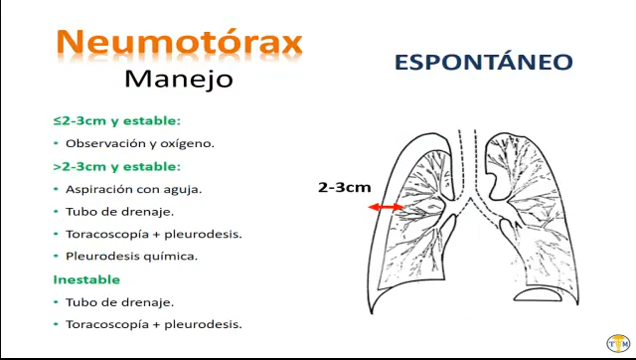 Neumotórax
Manejo
ESPONTÁNEO
≤2-3cm y estable:
• Observación y oxígeno.
>2-3cm y estable:
• Aspiración con aguja.
• Tubo de drenaje.
• Toracoscopía + pleurodesis.
• Pleurodesis química.
Inestable
• Tubo de drenaje.
• Toracoscopía + pleurodesis.
2-3cm
T M